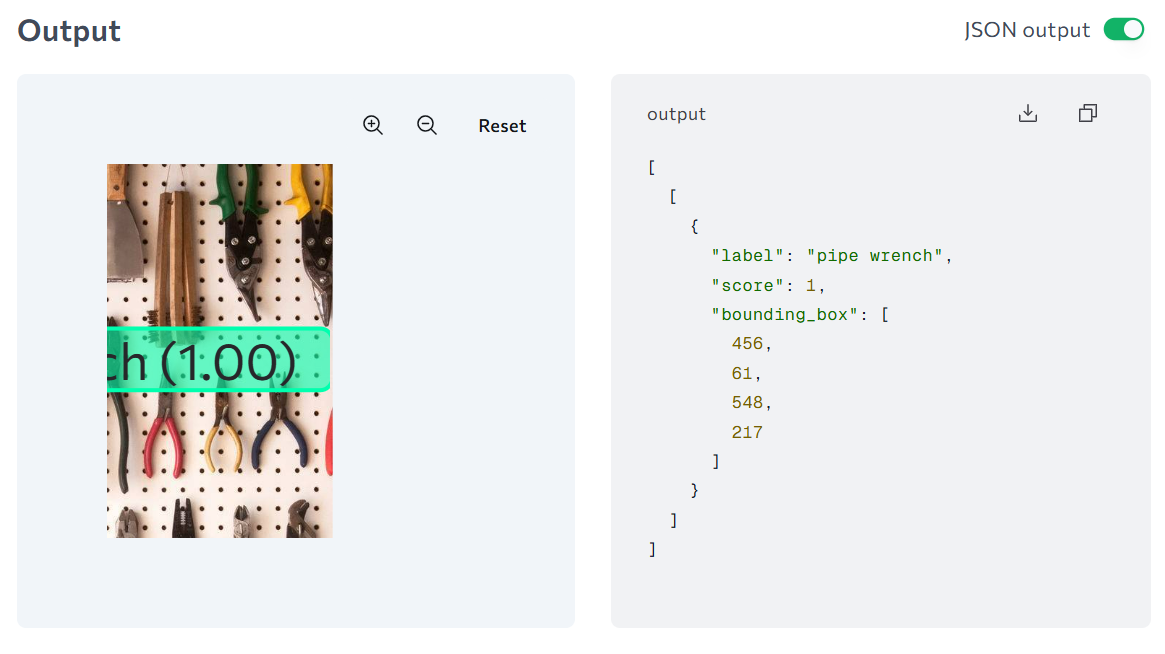 Output
JSON output
Reset
ch (1.00)
output
[
[
{
"label": "pipe wrench",
"score": 1,
"bounding_box": [
456,
61,
548,
217
]
}
]
]